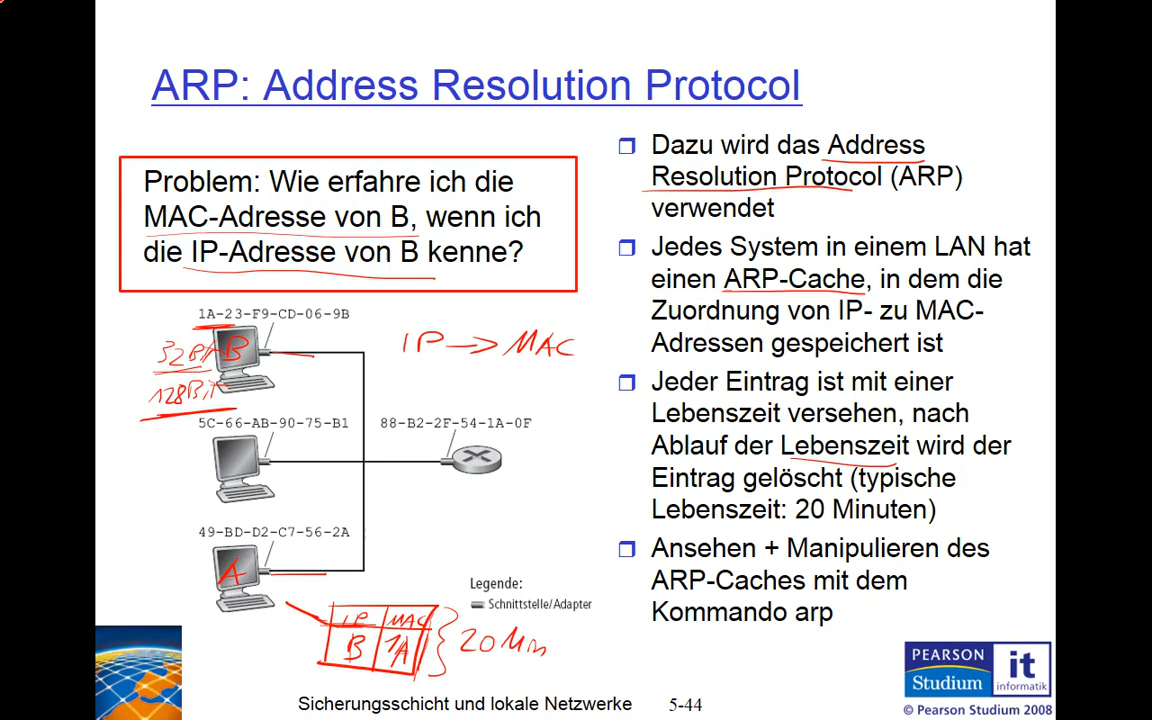 ARP: Address Resolution Protocol
Problem: Wie erfahre ich die
MAC-Adresse von B, wenn ich
die IP-Adresse von B kenne?
1A-23-F9-CD-06-9B
32Bit B
128Bit
IP → MAC
5C-66-AB-90-75-B1
88-B2-2F-54-1A-0F
49-BD-D2-C7-56-2A
A
Legende:
Schnittstelle/Adapter
IP MAC
B 1A
20 Min
Dazu wird das Address
Resolution Protocol (ARP)
verwendet
Jedes System in einem LAN hat
einen ARP-Cache, in dem die
Zuordnung von IP- zu MAC-
Adressen gespeichert ist
Jeder Eintrag ist mit einer
Lebenszeit versehen, nach
Ablauf der Lebenszeit wird der
Eintrag gelöscht (typische
Lebenszeit: 20 Minuten)
Ansehen + Manipulieren des
ARP-Caches mit dem
Kommando arp
Sicherungsschicht und lokale Netzwerke 5-44
PEARSON
Studium
it
informatik
© Pearson Studium 2008